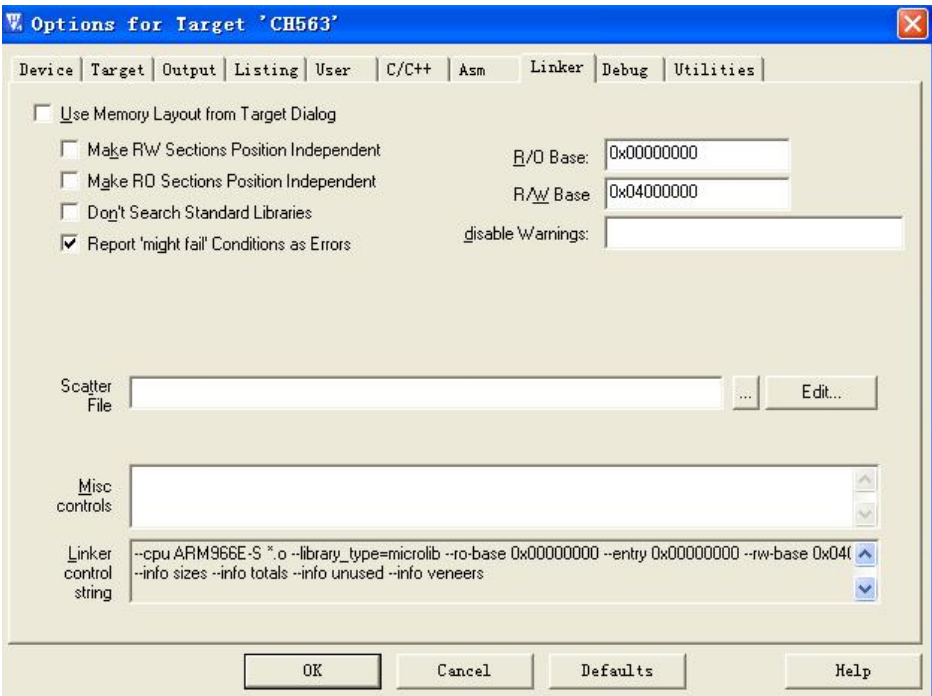 Options for Target 'CH563'
Device Target Output Listing User C/C++ Asm Linker Debug Utilities
Use Memory Layout from Target Dialog
Make RW Sections Position Independent
R/O Base: 0x00000000
Make RO Sections Position Independent
R/W Base 0x04000000
Don't Search Standard Libraries
disable Warnings:
Report 'might fail' Conditions as Errors
Scatter
File
... Edit...
Misc
controls
Linker
control
string
--cpu ARM966E-S *.o --library_type=microlib --ro-base 0x00000000 --entry 0x00000000 --rw-base 0x04
--info sizes --info totals --info unused --info veneers
OK Cancel Defaults Help